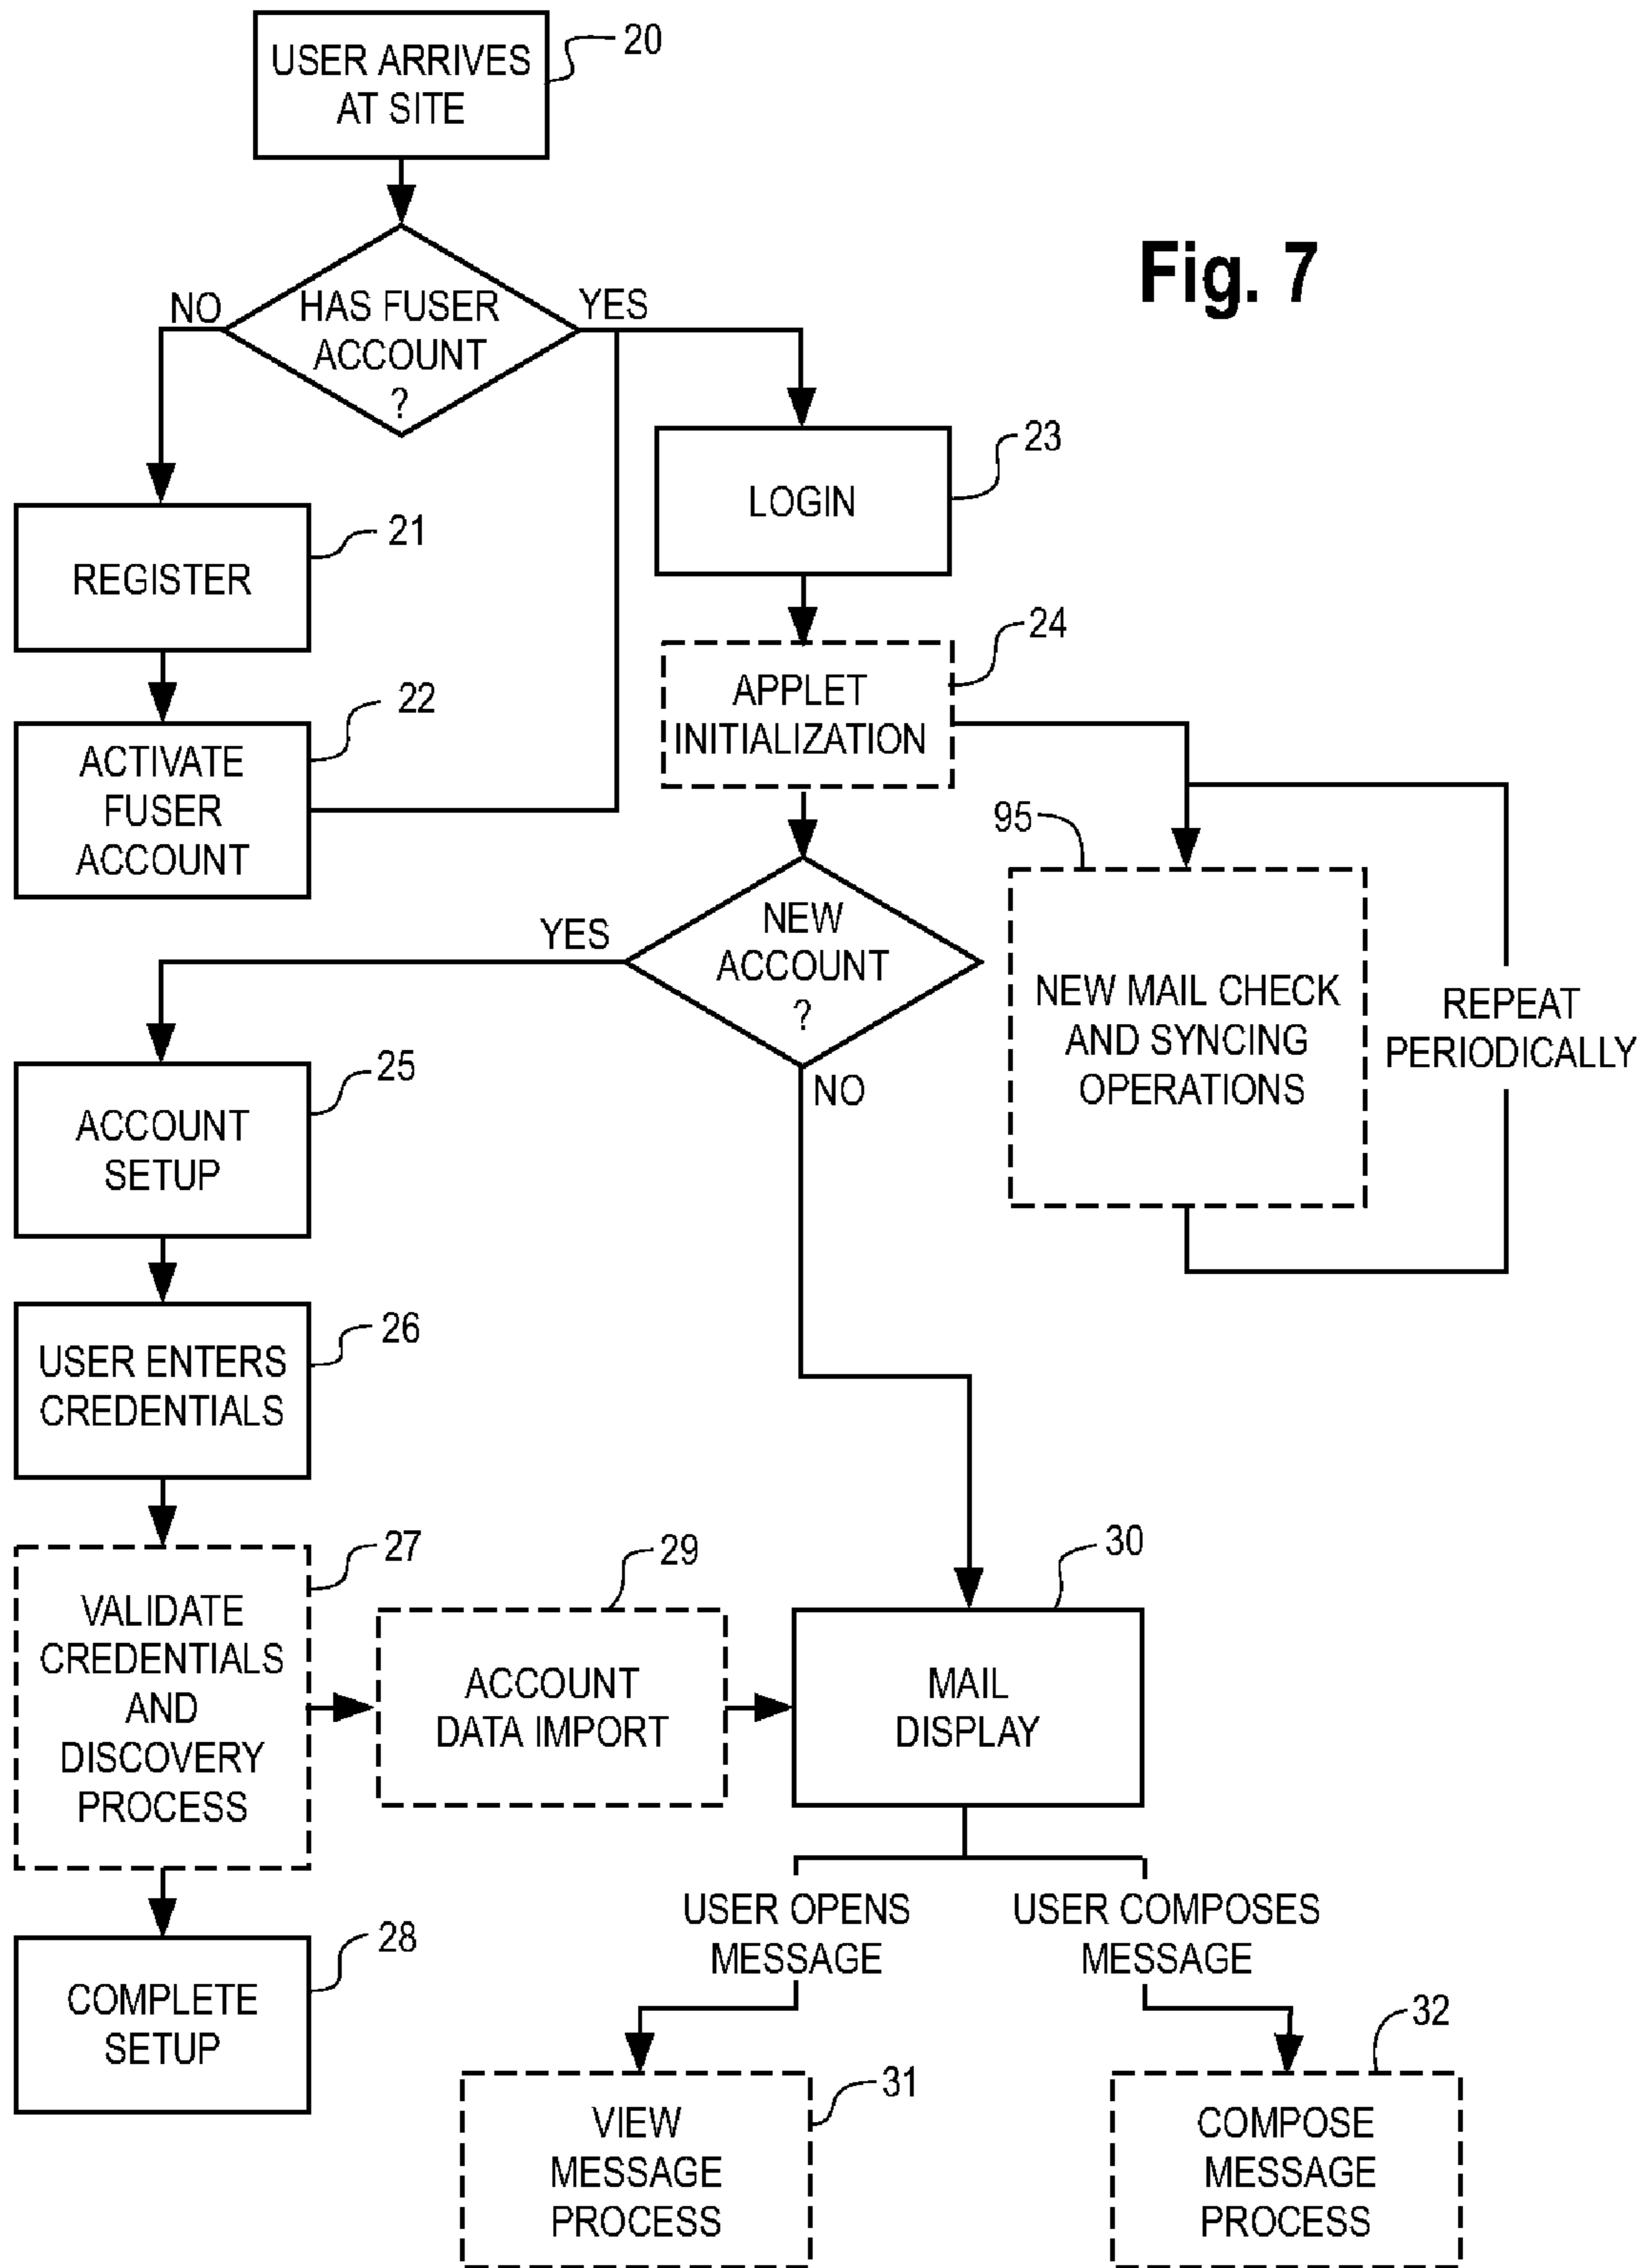 USER ARRIVES
AT SITE
20
Fig. 7
NO
HAS FUSER
ACCOUNT
?
YES
23
LOGIN
21
REGISTER
24
APPLET
INITIALIZATION
22
ACTIVATE
FUSER
ACCOUNT
95
NEW
ACCOUNT
?
YES
NO
NEW MAIL CHECK
AND SYNCING
OPERATIONS
REPEAT
PERIODICALLY
25
ACCOUNT
SETUP
26
USER ENTERS
CREDENTIALS
27
VALIDATE
CREDENTIALS
AND
DISCOVERY
PROCESS
29
ACCOUNT
DATA IMPORT
30
MAIL
DISPLAY
USER OPENS
MESSAGE
USER COMPOSES
MESSAGE
28
COMPLETE
SETUP
31
VIEW
MESSAGE
PROCESS
32
COMPOSE
MESSAGE
PROCESS